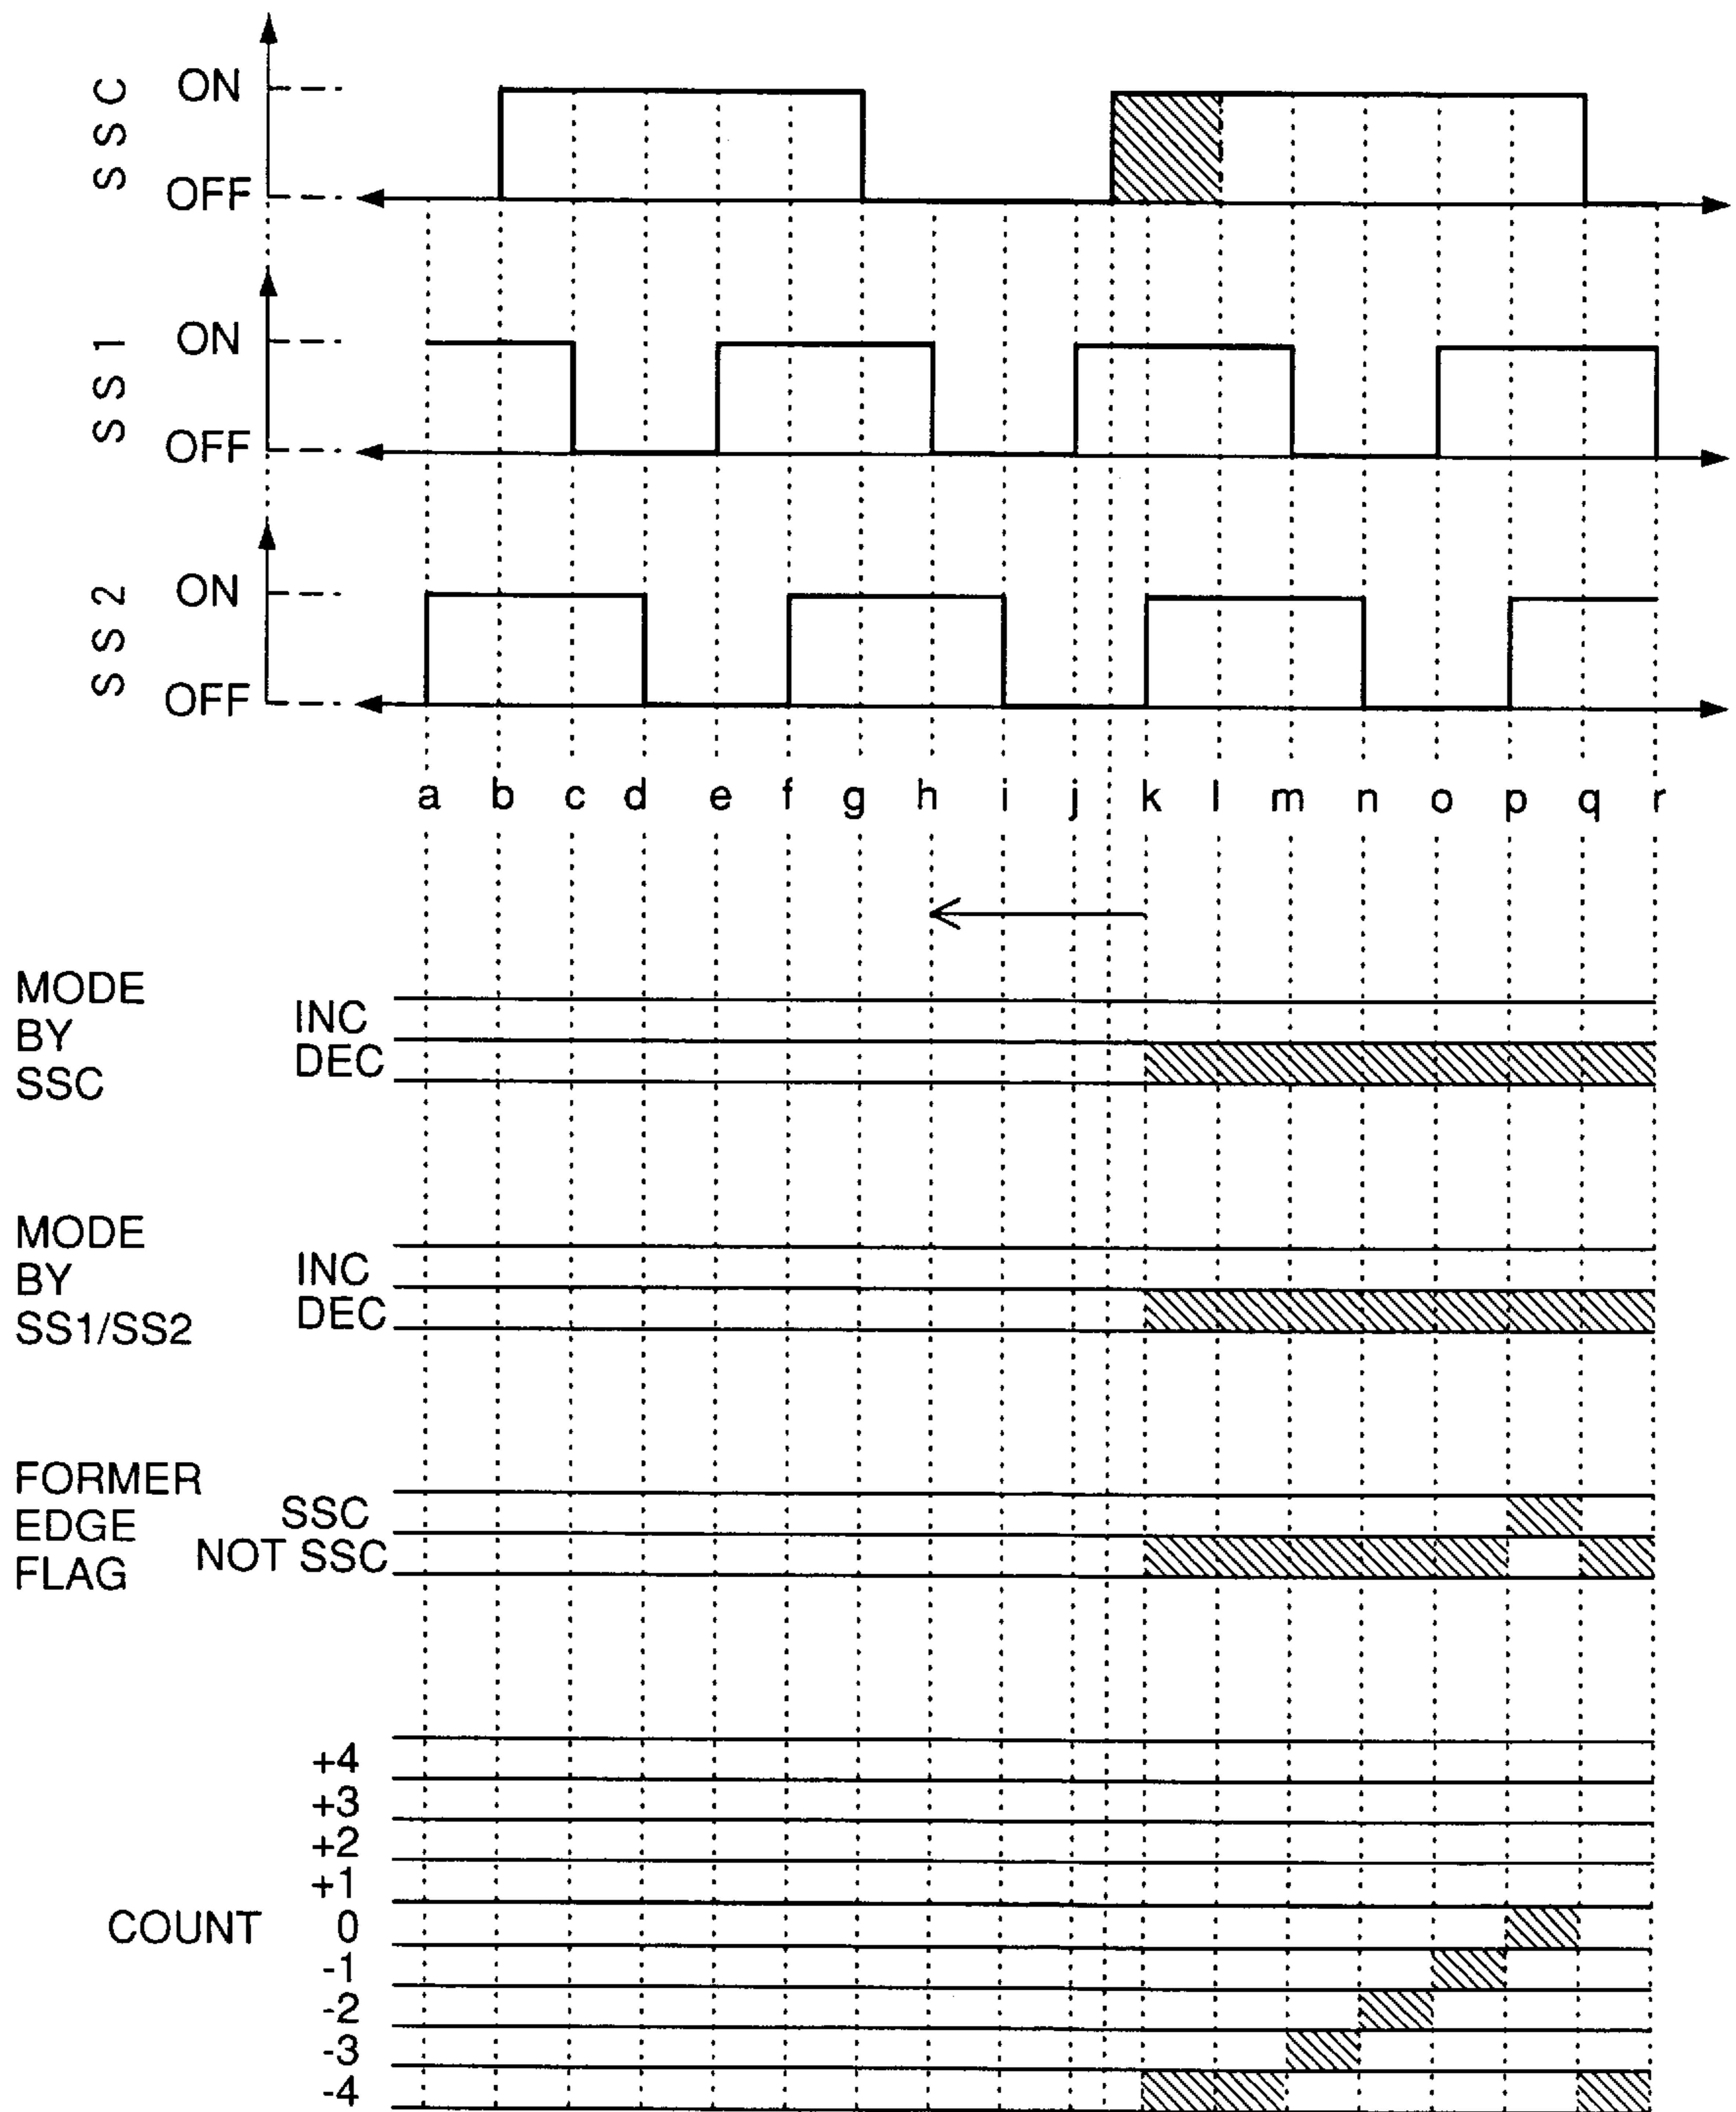 SSC
ON
OFF
SS1
ON
OFF
SS2
ON
OFF
a b c d e f g h i j k l m n o p q r
MODE
BY
SSC
INC
DEC
MODE
BY
SS1/SS2
INC
DEC
FORMER
EDGE
FLAG
SSC
NOT SSC
COUNT
+4
+3
+2
+1
0
-1
-2
-3
-4